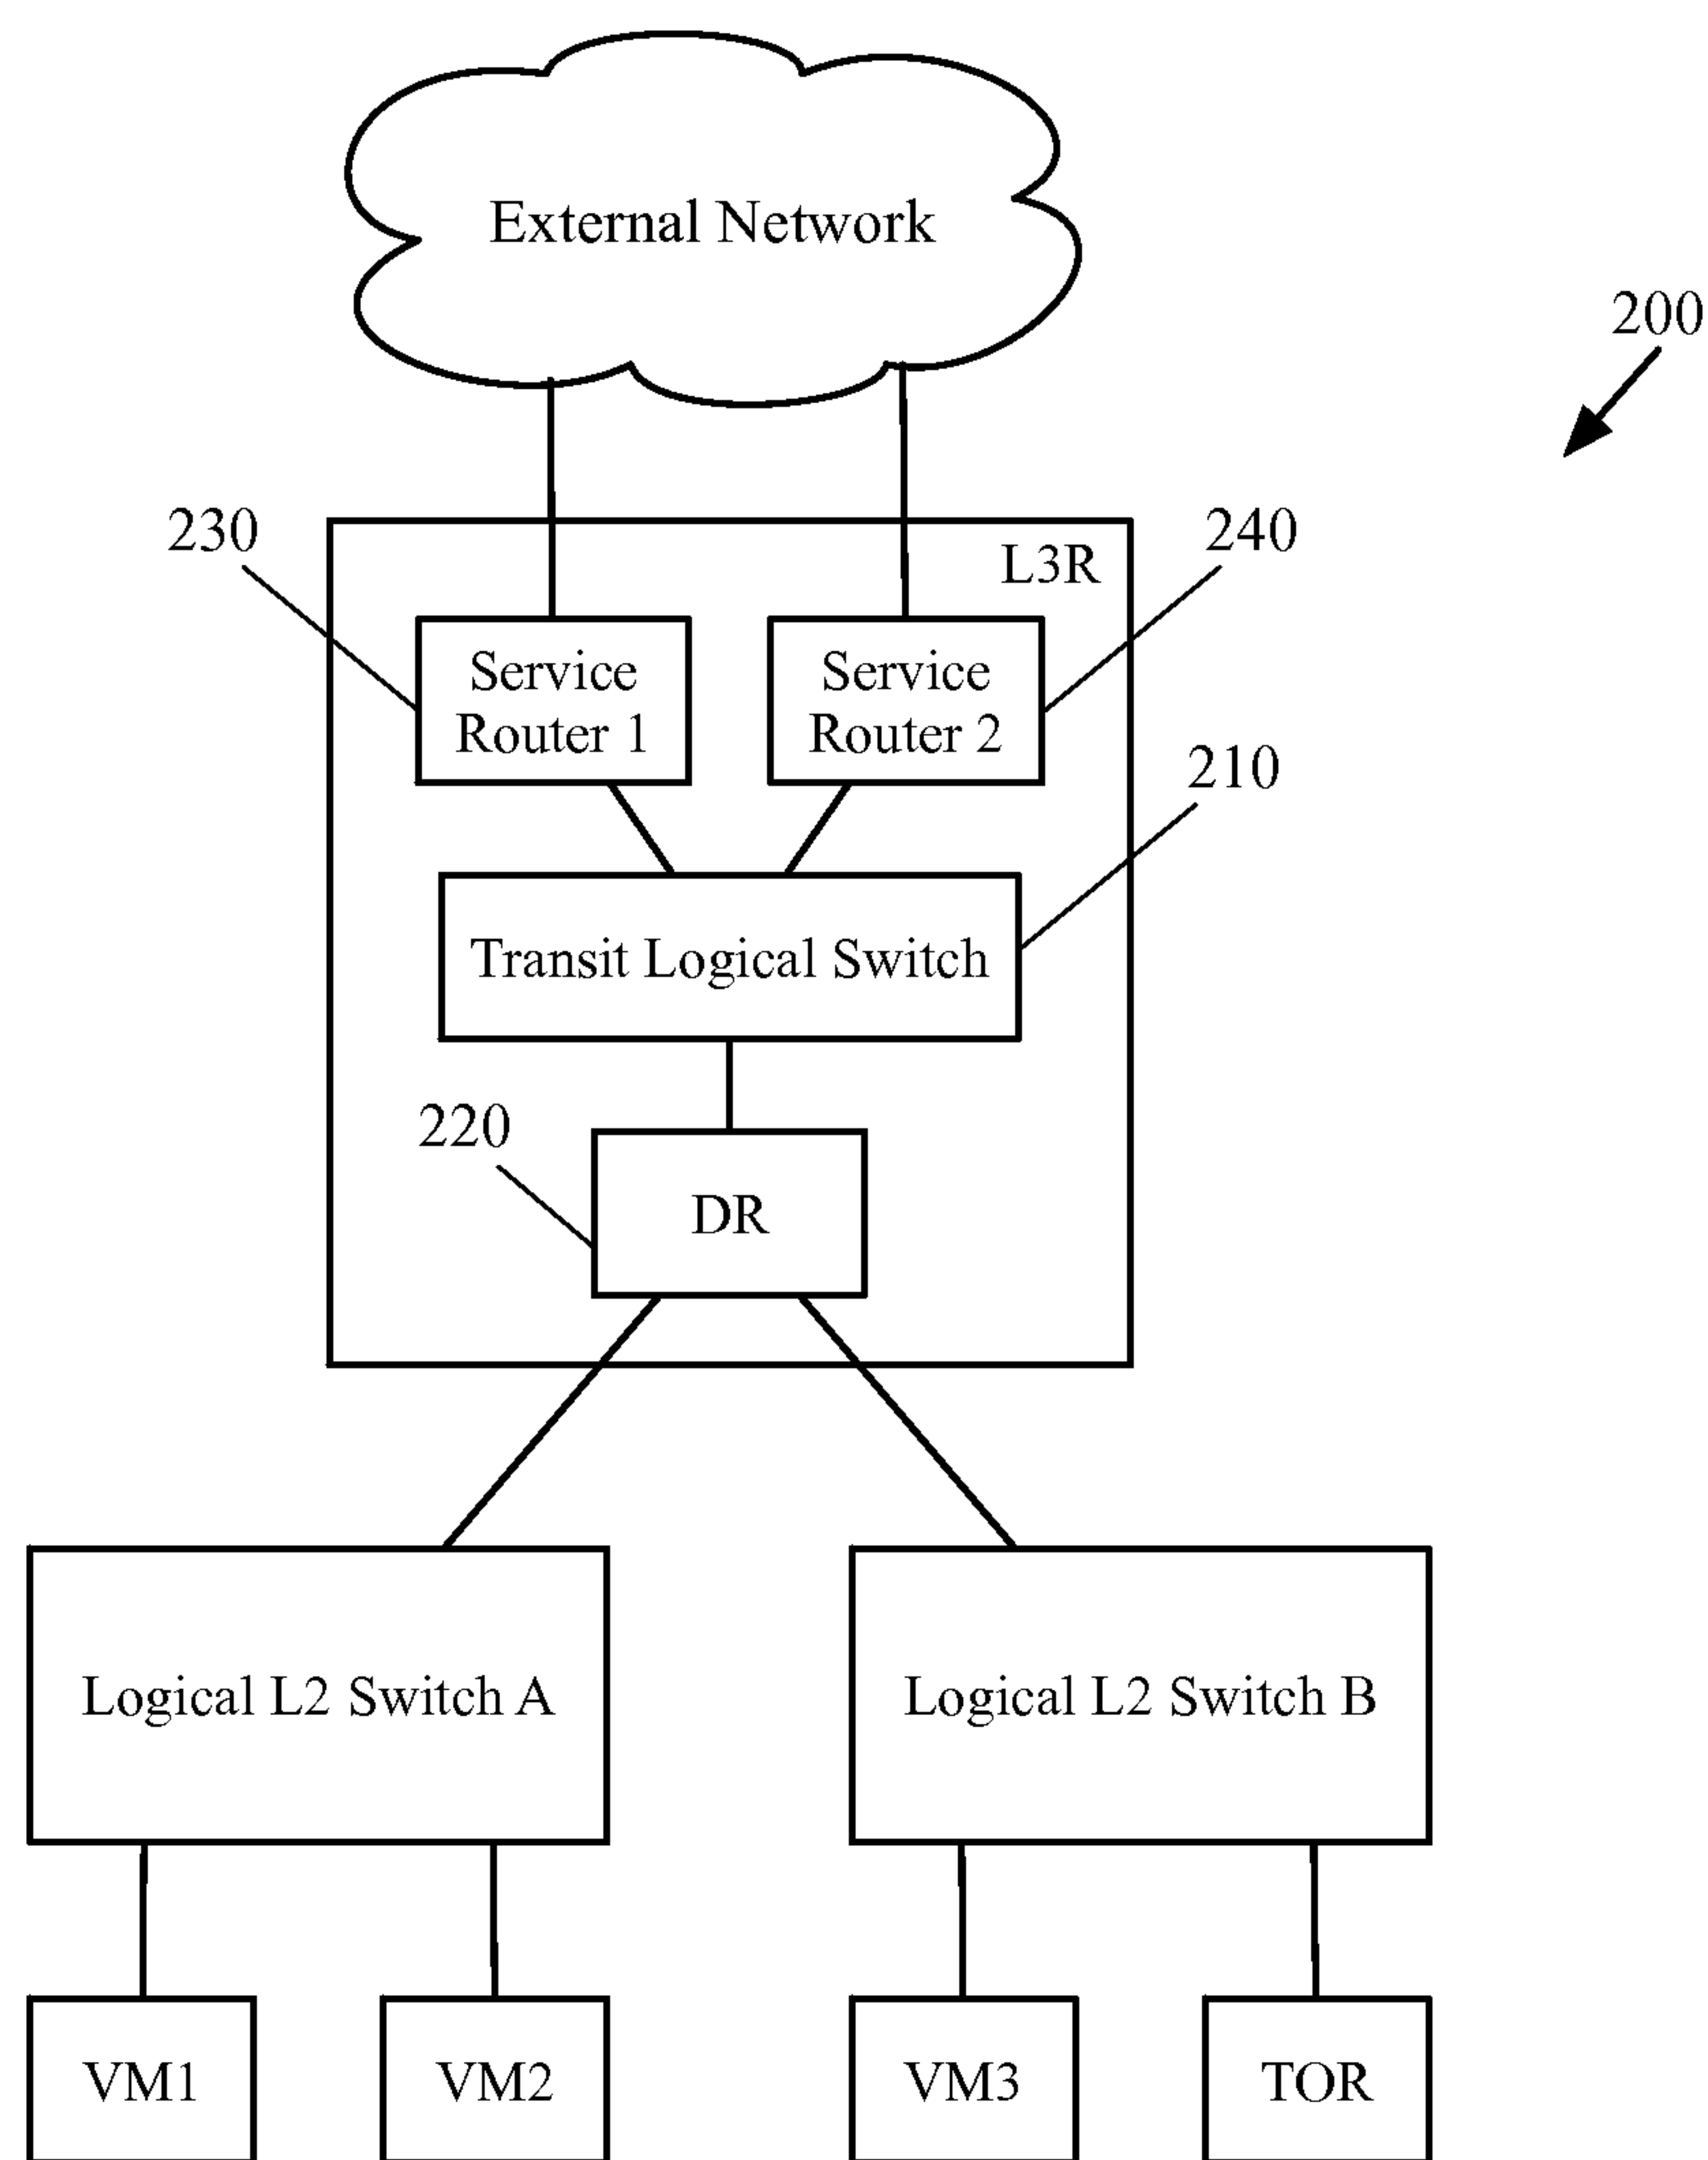 External Network
200
230
240
L3R
Service
Router 1
Service
Router 2
210
Transit Logical Switch
220
DR
Logical L2 Switch A
Logical L2 Switch B
VM1
VM2
VM3
TOR